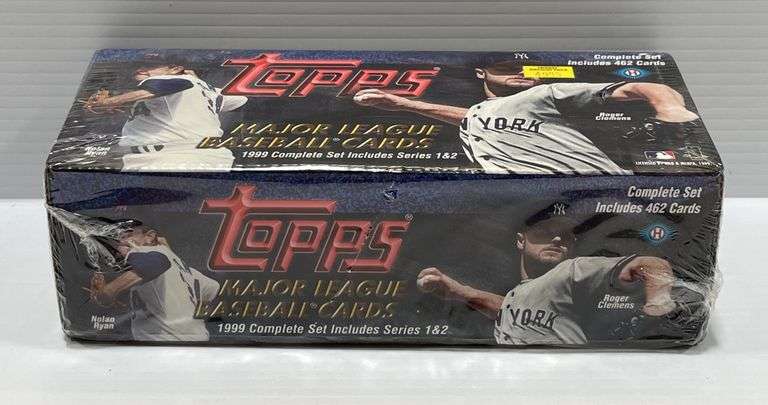 TOPPS®
Complete Set
Includes 462 Cards
H
NY
Nolan
Ryan
MAJOR LEAGUE
BASEBALL® CARDS
1999 Complete Set Includes Series 1&2
YORK
Roger
Clemens
TOPPS®
Complete Set
Includes 462 Cards
H
NY
MAJOR LEAGUE
BASEBALL® CARDS
1999 Complete Set Includes Series 1&2
Nolan
Ryan
YORK
Roger
Clemens